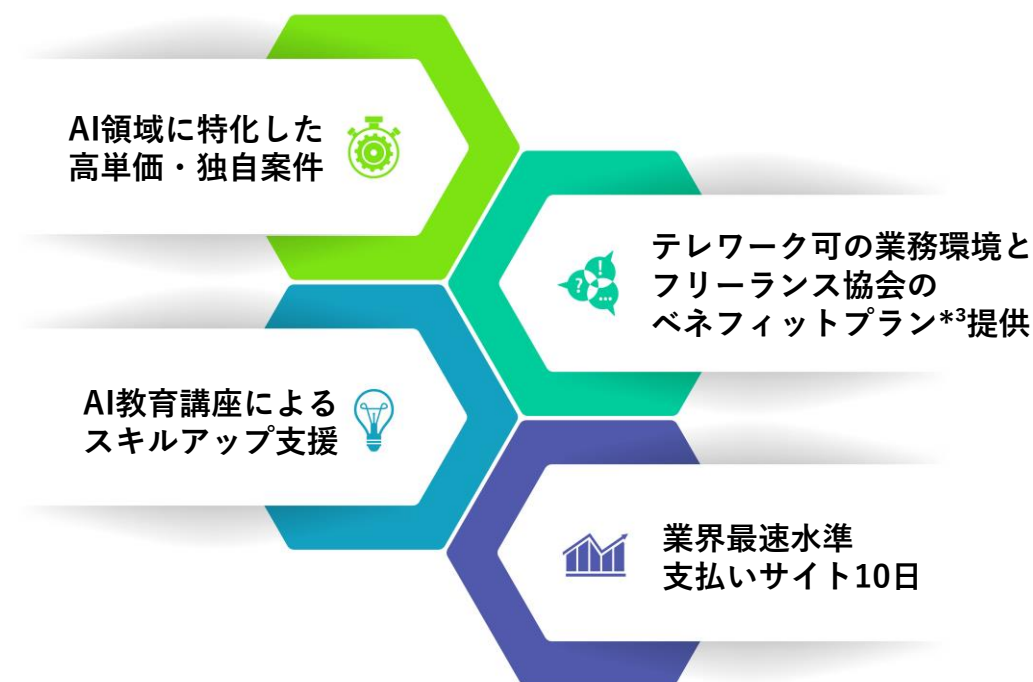 AI領域に特化した
高単価・独自案件
テレワーク可の業務環境と
フリーランス協会の
ベネフィットプラン*3提供
AI教育講座による
スキルアップ支援
業界最速水準
支払いサイト10日